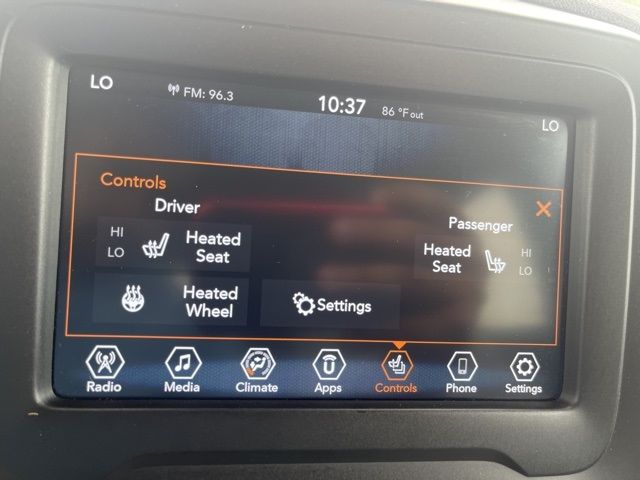 LO FM: 96.3 10:37 86 °F out LO
Controls
Driver
HI
LO
Heated
Seat
Passenger
Heated
Seat
HI
LO
Heated
Wheel
Settings
Radio Media Climate Apps Controls Phone Settings